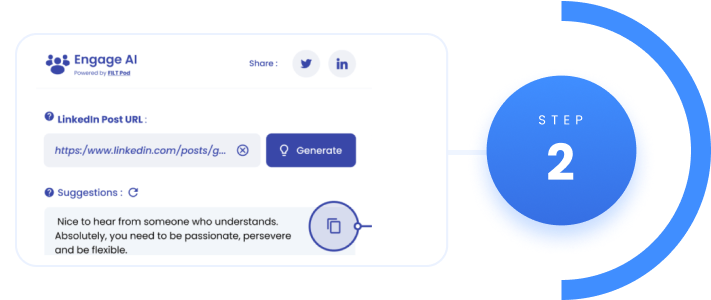 Engage AI
Powered by FILT Pod
Share :
LinkedIn Post URL :
https:/www.linkedin.com/posts/g...
Generate
Suggestions :
Nice to hear from someone who understands.
Absolutely, you need to be passionate, persevere
and be flexible.
STEP
2